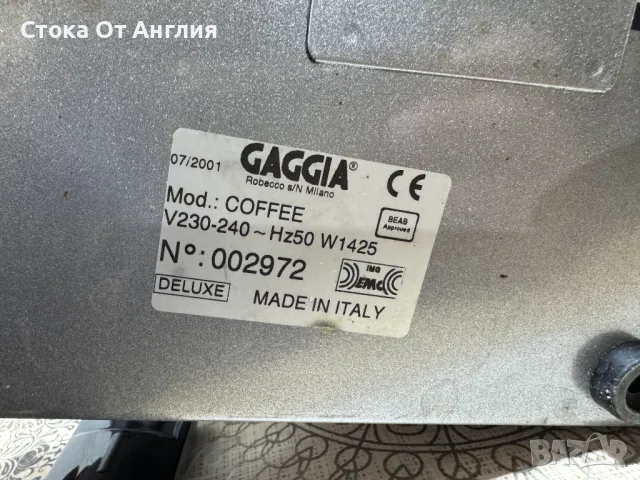 Стока От Англия
07/2001 GAGGIA®
Robecco s/N Milano
CE
Mod.: COFFEE
BEAB
Approved
V230-240~Hz50 W1425
N°: 002972
IMQ
EMC
DELUXE MADE IN ITALY
BAZAR